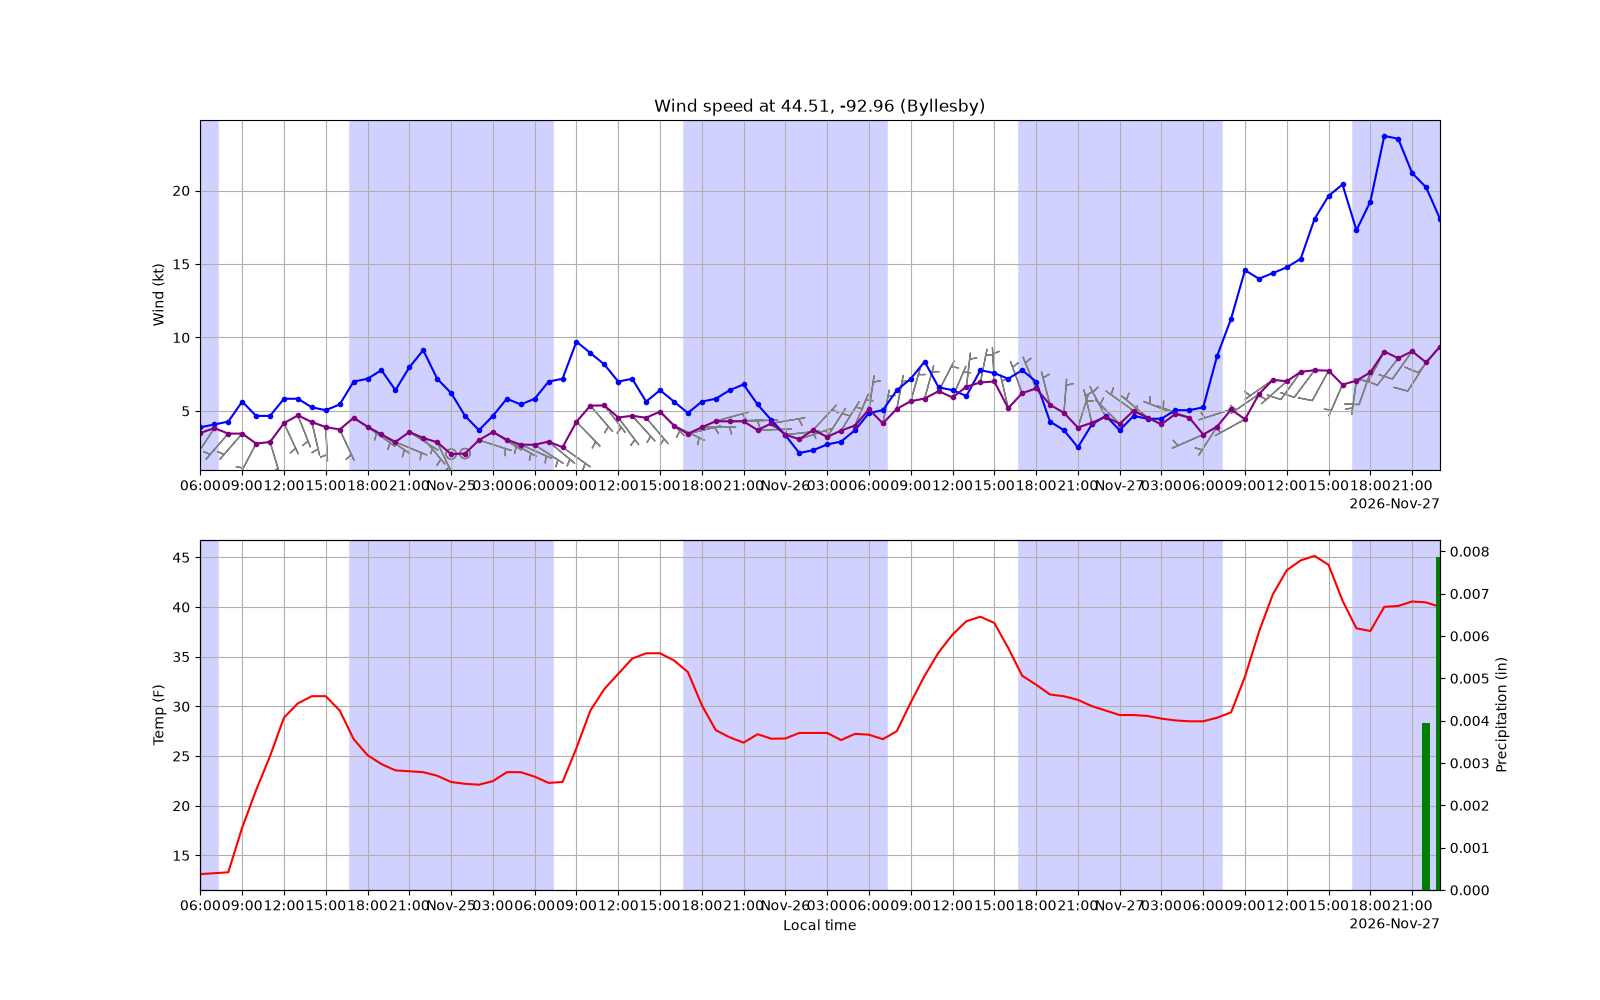 Wind speed at 44.51, -92.96 (Byllesby)
20
15
10
5
Wind (kt)
06:00 09:00 12:00 15:00 18:00 21:00 Nov-25 03:00 06:00 09:00 12:00 15:00 18:00 21:00 Nov-26 03:00 06:00 09:00 12:00 15:00 18:00 21:00 Nov-27 03:00 06:00 09:00 12:00 15:00 18:00 21:00
2026-Nov-27
45
40
35
30
25
20
15
Temp (F)
0.008
0.007
0.006
0.005
0.004
0.003
0.002
0.001
0.000
Precipitation (in)
06:00 09:00 12:00 15:00 18:00 21:00 Nov-25 03:00 06:00 09:00 12:00 15:00 18:00 21:00 Nov-26 03:00 06:00 09:00 12:00 15:00 18:00 21:00 Nov-27 03:00 06:00 09:00 12:00 15:00 18:00 21:00
Local time
2026-Nov-27